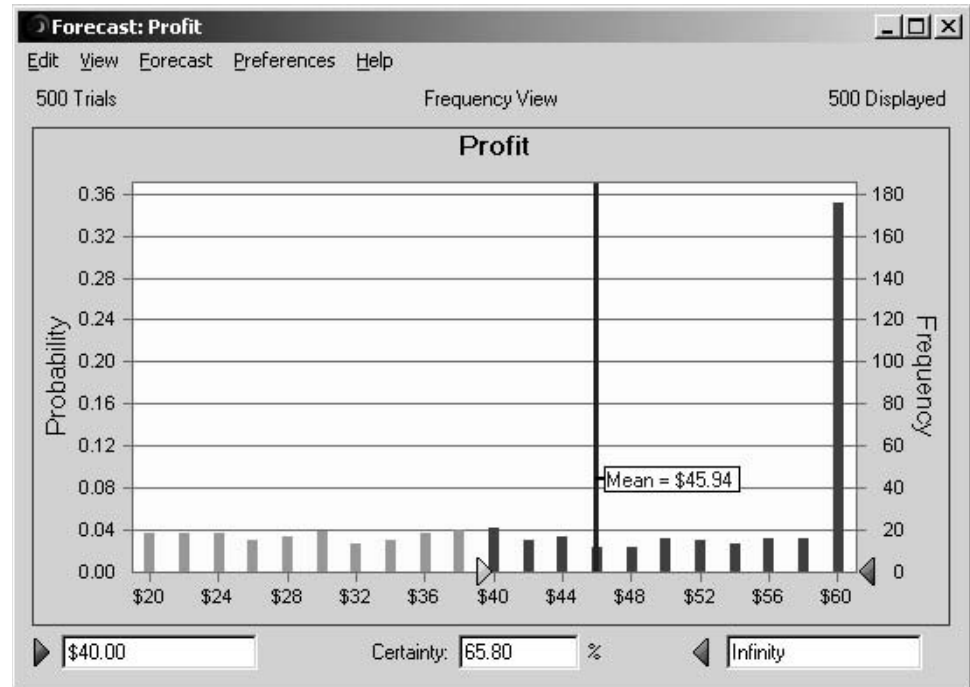 Forecast: Profit
Edit View Forecast Preferences Help
500 Trials Frequency View 500 Displayed
Profit
0.36 180
0.32 160
0.28 140
0.24 120
0.20 100
0.16 80
0.12 60
0.08 40
0.04 20
0.00 0
Probability
Frequency
Mean = $45.94
$20 $24 $28 $32 $36 $40 $44 $48 $52 $56 $60
$40.00 Certainty: 65.80 % Infinity